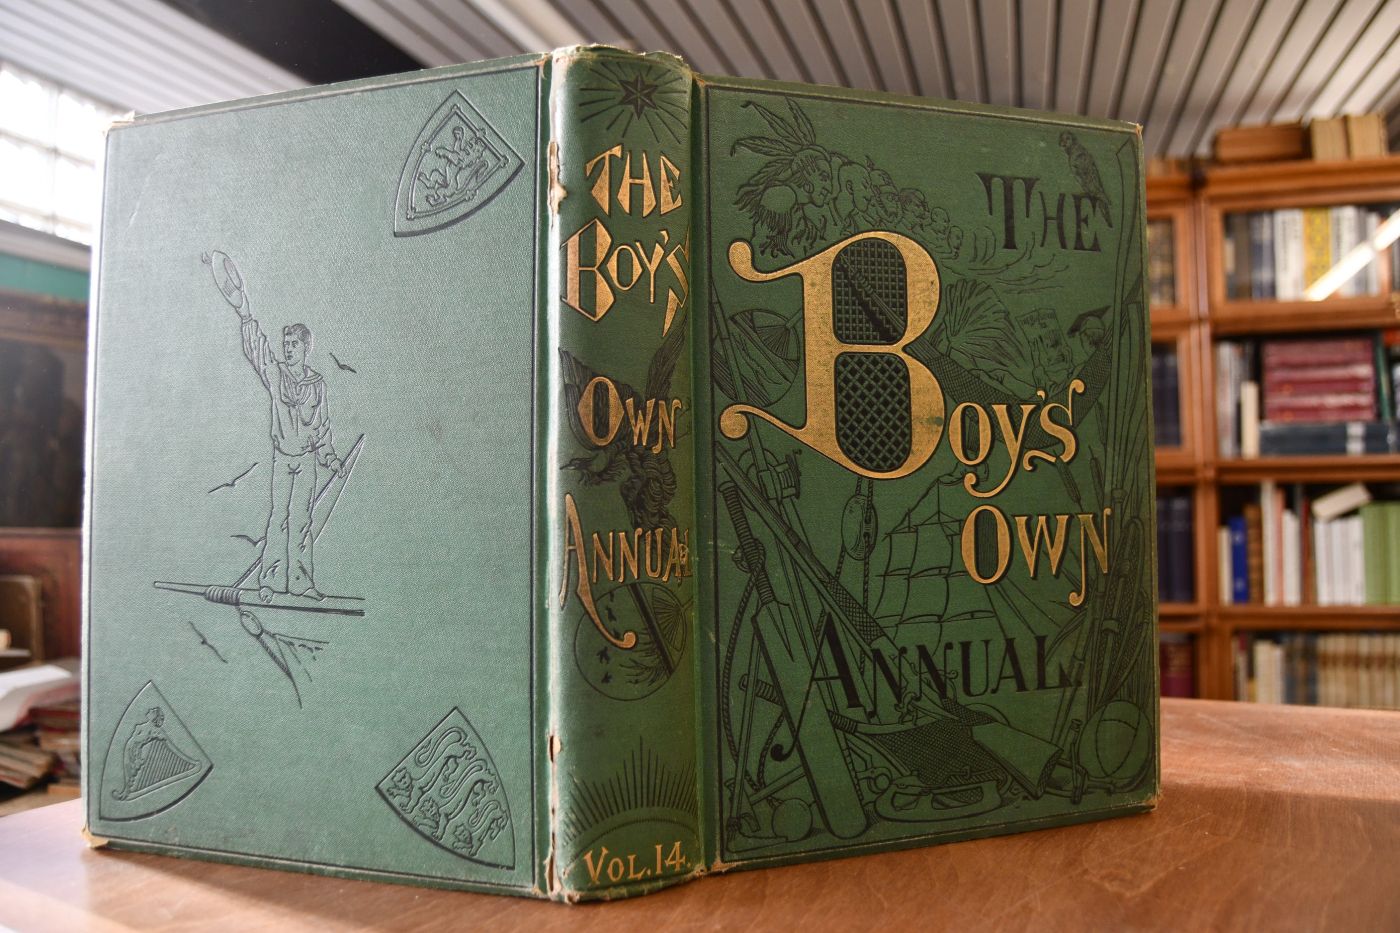 THE
BOY'S
OWN
ANNUAL
VOL. 14.
THE
BOY'S
OWN
ANNUAL.